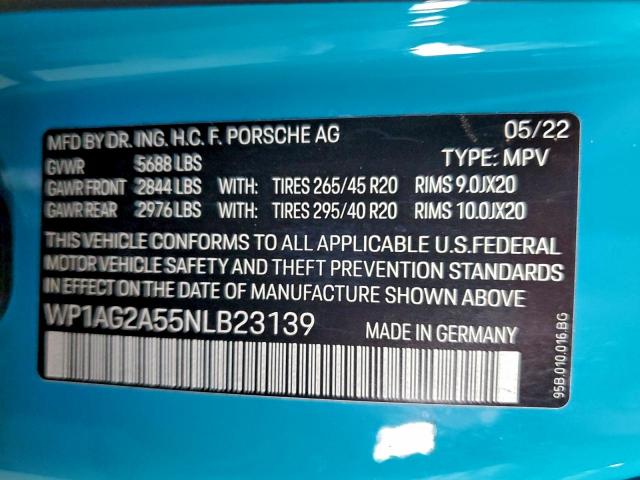 MFD BY DR. ING. H.C. F. PORSCHE AG 05/22
GVWR 5688 LBS TYPE: MPV
GAWR FRONT 2844 LBS WITH: TIRES 265/45 R20 RIMS 9.0JX20
GAWR REAR 2976 LBS WITH: TIRES 295/40 R20 RIMS 10.0JX20
THIS VEHICLE CONFORMS TO ALL APPLICABLE U.S.FEDERAL
MOTOR VEHICLE SAFETY AND THEFT PREVENTION STANDARDS
IN EFFECT ON THE DATE OF MANUFACTURE SHOWN ABOVE
WP1AG2A55NLB23139 MADE IN GERMANY
95B.010.016.BG